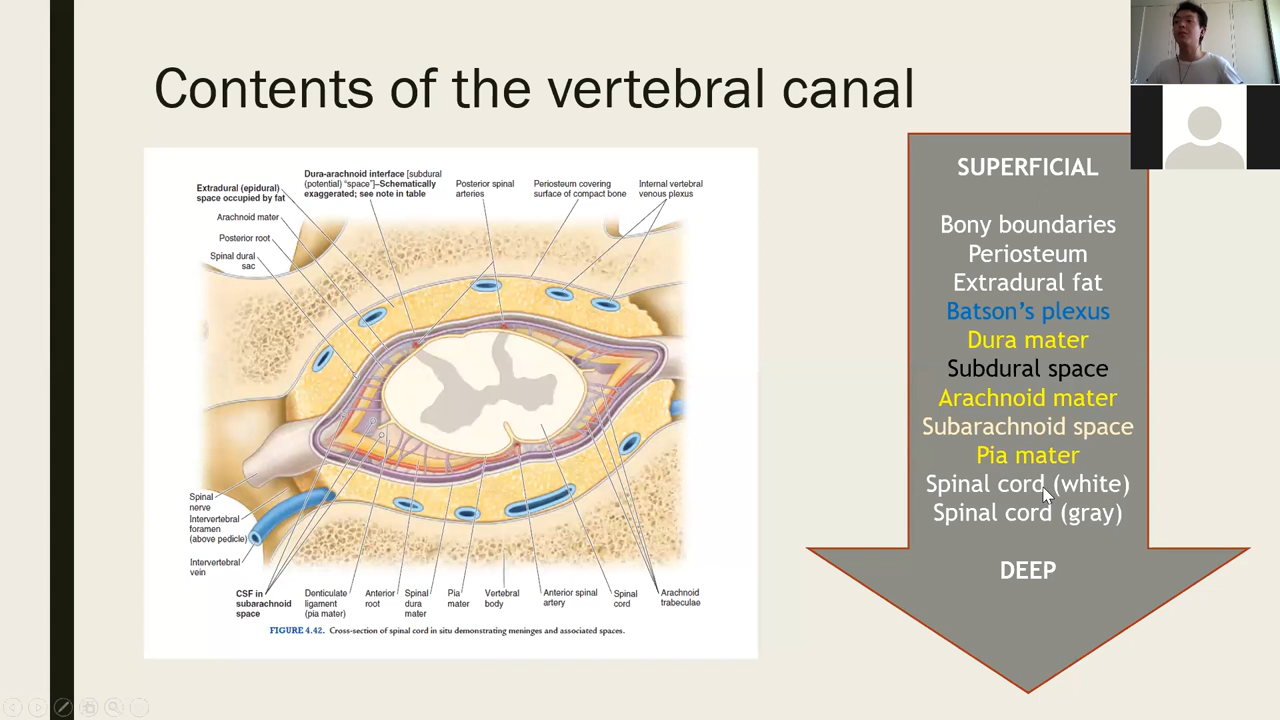 Contents of the vertebral canal
Extradural (epidural)
space occupied by fat
Arachnoid mater
Posterior root
Spinal dural
sac
Dura-arachnoid interface [subdural
(potential) "space"]–Schematically
exaggerated; see note in table
Posterior spinal
arteries
Periosteum covering
surface of compact bone
Internal vertebral
venous plexus
Spinal
nerve
Intervertebral
foramen
(above pedicle)
Intervertebral
vein
CSF in
subarachnoid
space
Denticulate
ligament
(pia mater)
Anterior
root
Spinal
dura
mater
Pia
mater
Vertebral
body
Anterior spinal
artery
Spinal
cord
Arachnoid
trabeculae
FIGURE 4.42. Cross-section of spinal cord in situ demonstrating meninges and associated spaces.
SUPERFICIAL
Bony boundaries
Periosteum
Extradural fat
Batson's plexus
Dura mater
Subdural space
Arachnoid mater
Subarachnoid space
Pia mater
Spinal cord (white)
Spinal cord (gray)
DEEP